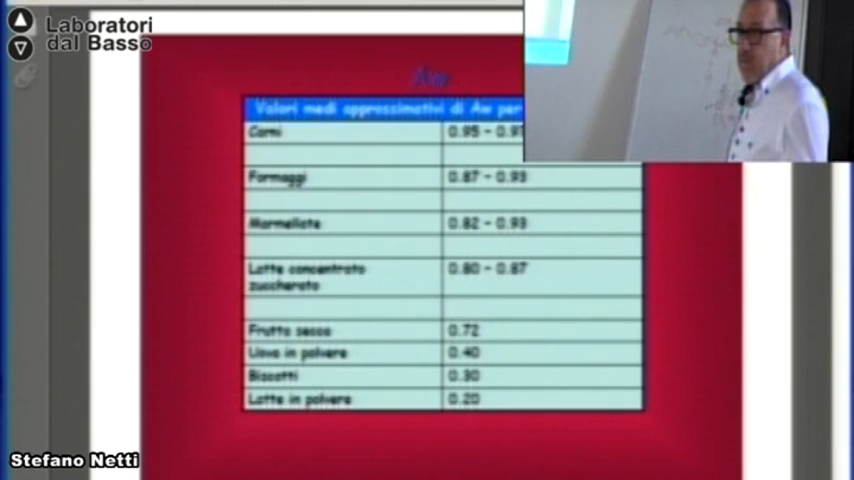 Laboratori
dal Basso
Aw
Valori medi approssimativi di Aw per
Carni 0.95 - 0.97
Formaggi 0.87 - 0.93
Marmellate 0.82 - 0.93
Latte concentrato 0.80 - 0.87
zuccherato
Frutta secca 0.72
Uova in polvere 0.40
Biscotti 0.30
Latte in polvere 0.20
Stefano Netti